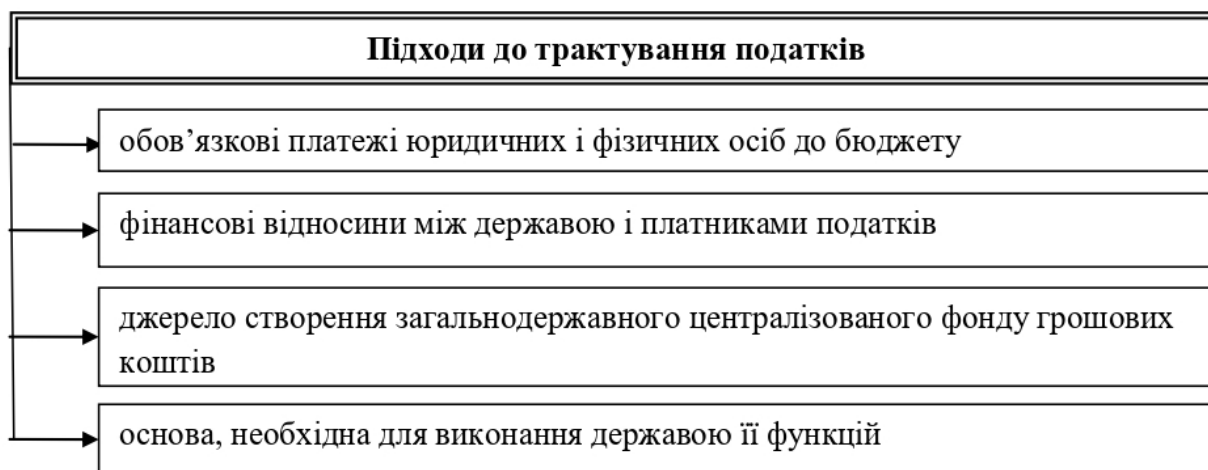 Підходи до трактування податків
обов’язкові платежі юридичних і фізичних осіб до бюджету
фінансові відносини між державою і платниками податків
джерело створення загальнодержавного централізованого фонду грошових
коштів
основа, необхідна для виконання державою її функцій